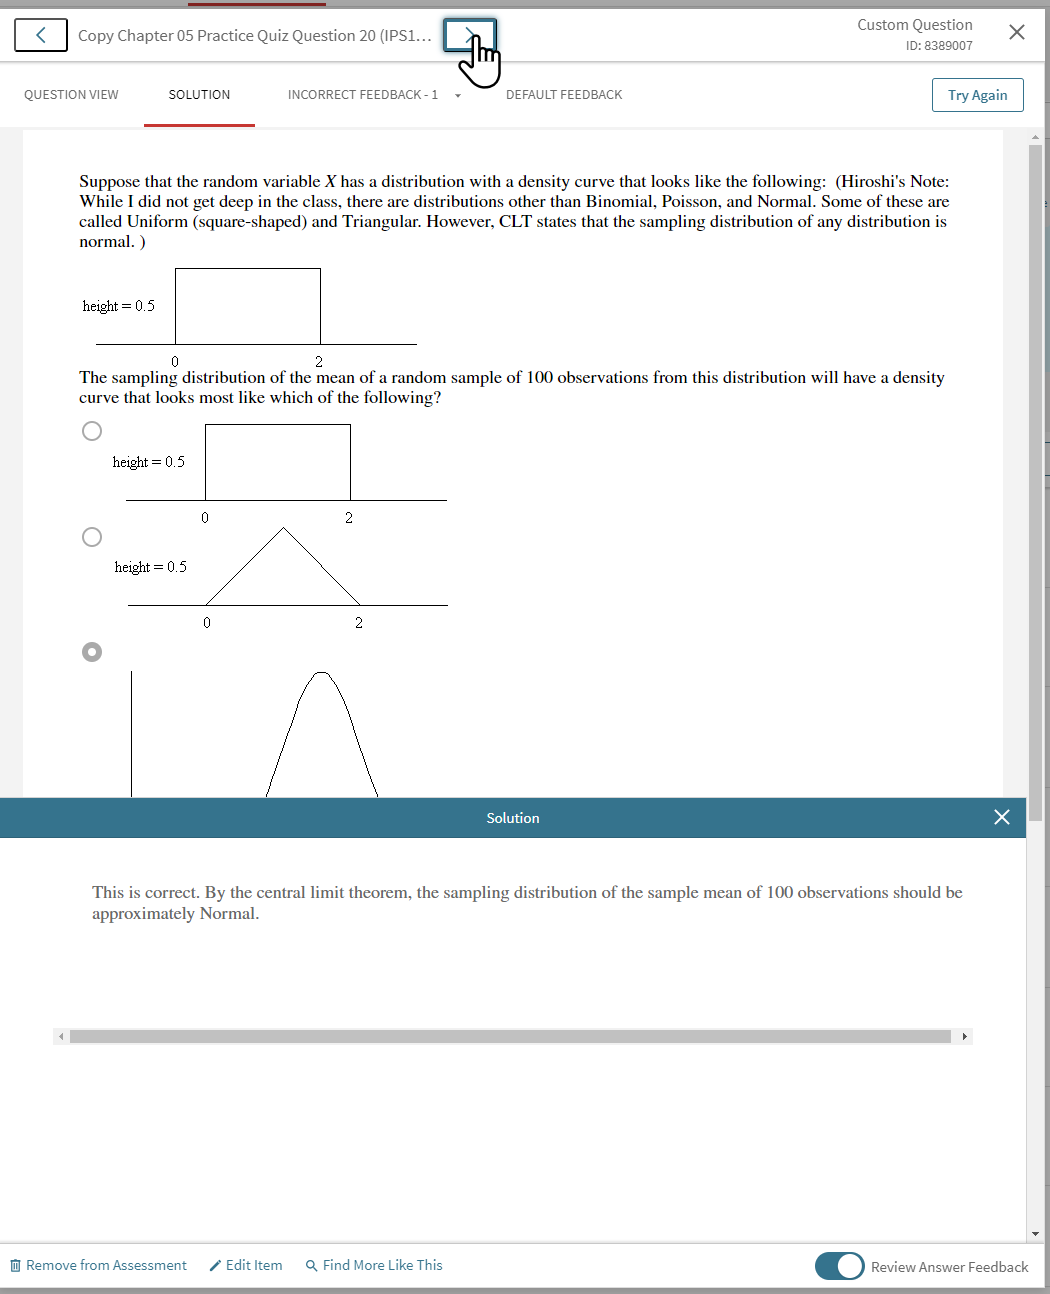 Copy Chapter 05 Practice Quiz Question 20 (IPS1...
Custom Question
ID: 8389007
QUESTION VIEW
SOLUTION
INCORRECT FEEDBACK - 1
DEFAULT FEEDBACK
Try Again
Suppose that the random variable X has a distribution with a density curve that looks like the following:  (Hiroshi's Note:
While I did not get deep in the class, there are distributions other than Binomial, Poisson, and Normal. Some of these are
called Uniform (square-shaped) and Triangular. However, CLT states that the sampling distribution of any distribution is
normal. )
height = 0.5
0 2
The sampling distribution of the mean of a random sample of 100 observations from this distribution will have a density
curve that looks most like which of the following?
height = 0.5
0 2
height = 0.5
0 2
Solution
This is correct. By the central limit theorem, the sampling distribution of the sample mean of 100 observations should be
approximately Normal.
Remove from Assessment
Edit Item
Find More Like This
Review Answer Feedback